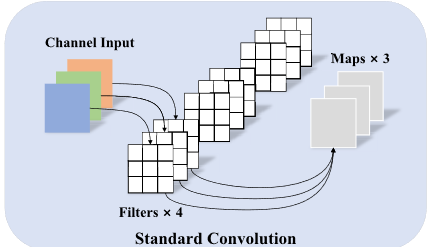 Channel Input
Maps × 3
Filters × 4
Standard Convolution